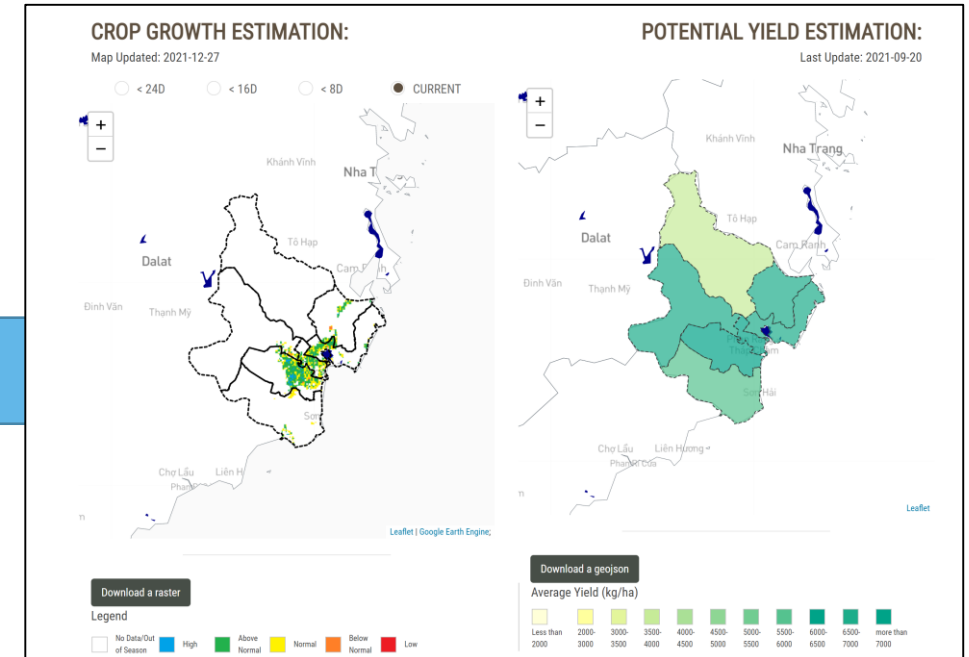 CROP GROWTH ESTIMATION:
Map Updated: 2021-12-27
< 24D < 16D < 8D CURRENT
+
−
Khánh Vĩnh
Nha T
Tô Hạp
Dalat
Đinh Văn
Thạnh Mỹ
Chợ Lầu
Liên H
Leaflet | Google Earth Engine;
Download a raster
Legend
No Data/Out of Season
High
Above Normal
Normal
Below Normal
Low
POTENTIAL YIELD ESTIMATION:
Last Update: 2021-09-20
+
−
Khánh Vĩnh
Nha Trang
Tô Hạp
Dalat
Cam Ranh
Đinh Văn
Thạnh Mỹ
Sơn Hải
Chợ Lầu
Liên Hương
Phan Rí Cửa
Leaflet
Download a geojson
Average Yield (kg/ha)
Less than 2000
2000-3000
3000-3500
3500-4000
4000-4500
4500-5000
5000-5500
5500-6000
6000-6500
6500-7000
more than 7000